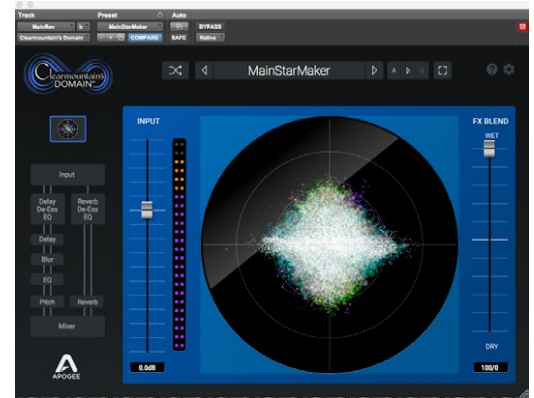 Track
Preset
Auto
MainRev
b
MainStarMaker
BYPASS
Clearmountain's Domain
- +
COMPARE
SAFE
Native
Clearmountain's
DOMAIN
MainStarMaker
A
INPUT
FX BLEND
WET
Input
Delay
De-Ess
EQ
Reverb
De-Ess
EQ
Delay
Blur
EQ
Pitch
Reverb
Mixer
APOGEE
0.0dB
DRY
100/0